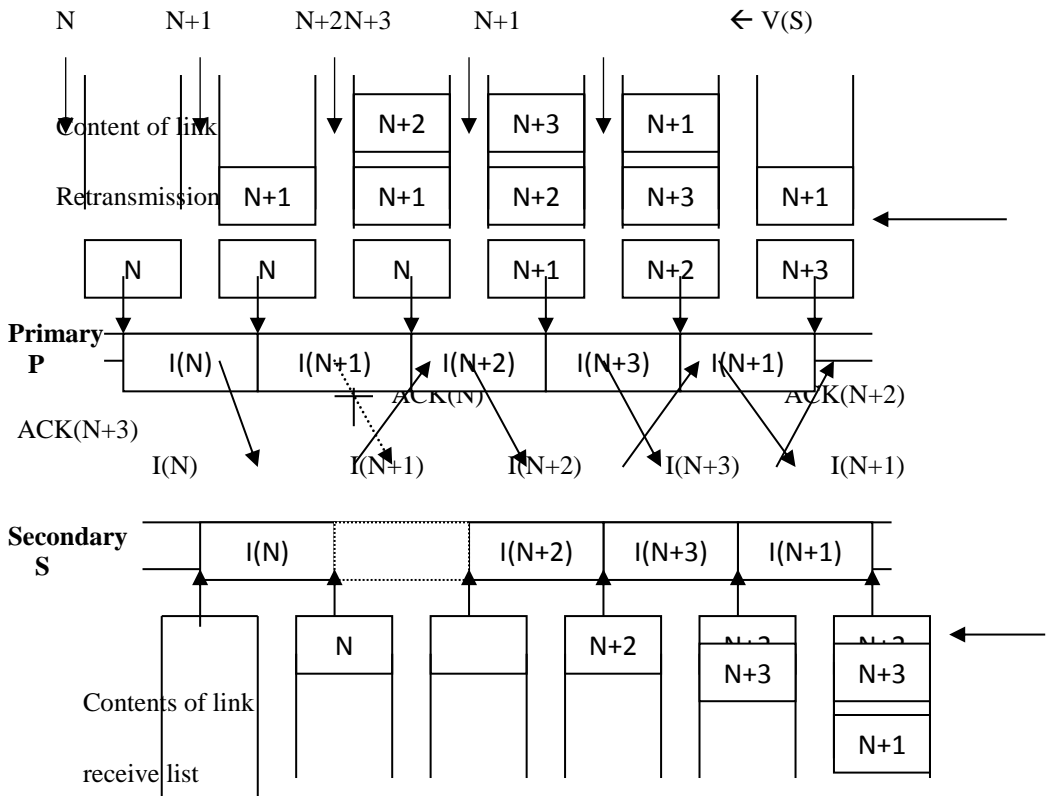 N N+1 N+2N+3 N+1 ← V(S)
Content of link
N+2 N+3 N+1
Retransmission
N+1 N+1 N+2 N+3 N+1
N N N N+1 N+2 N+3
Primary
P
I(N) I(N+1) I(N+2) I(N+3) I(N+1)
ACK(N) ACK(N+2)
ACK(N+3)
I(N) I(N+1) I(N+2) I(N+3) I(N+1)
Secondary
S
I(N) I(N+2) I(N+3) I(N+1)
N N+2 N+2 N+2
N+3 N+3
Contents of link
N+1
receive list